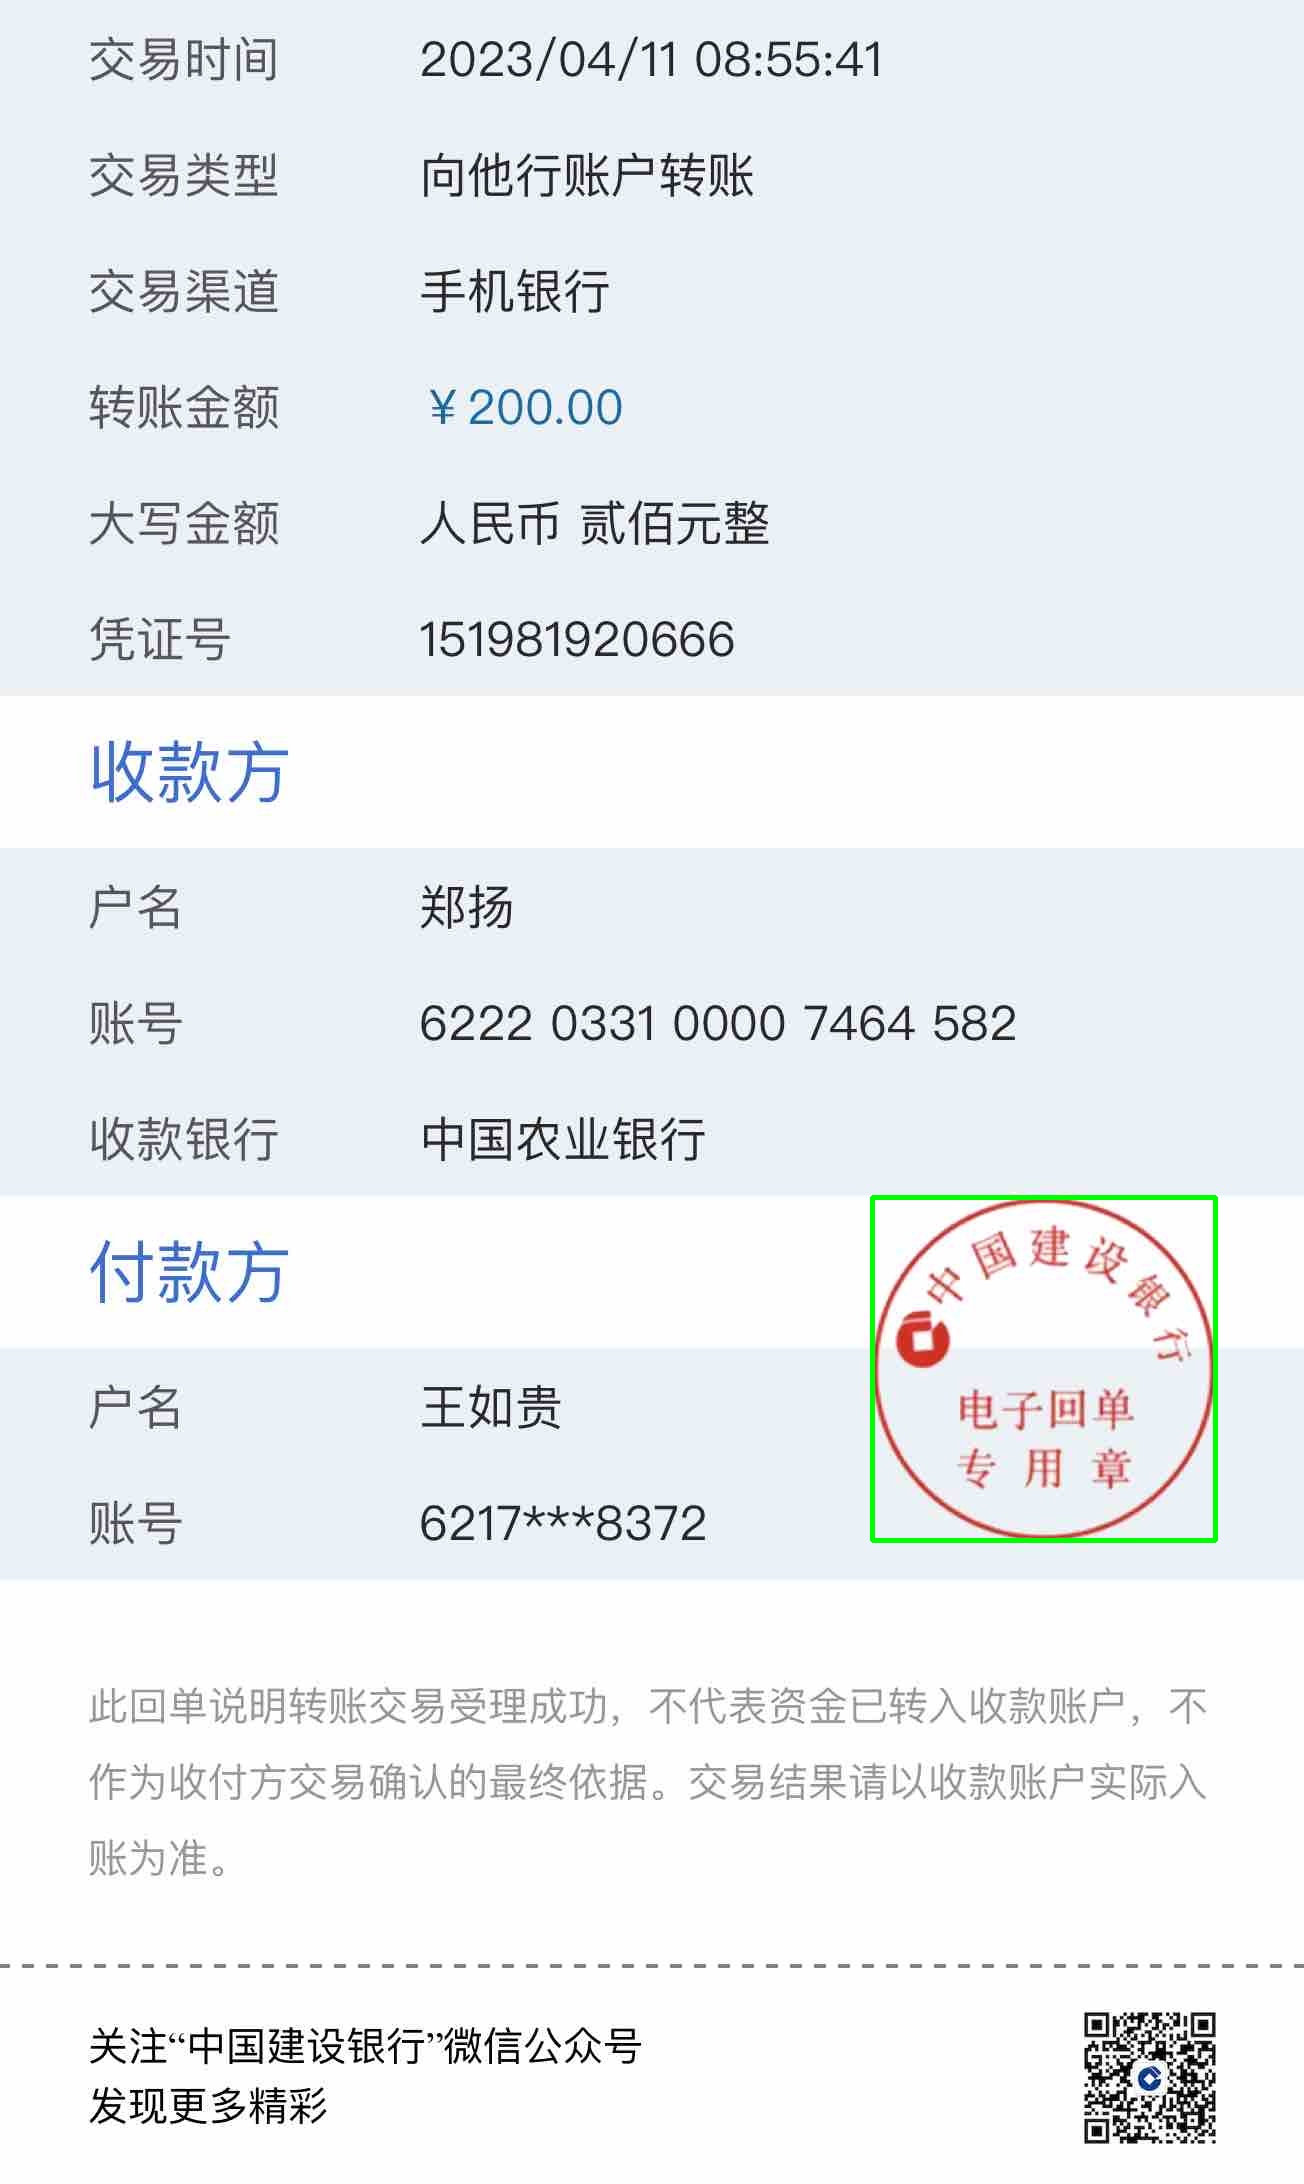 交易时间 2023/04/11 08:55:41
交易类型 向他行账户转账
交易渠道 手机银行
转账金额 ￥200.00
大写金额 人民币 贰佰元整
凭证号 151981920666
收款方
户名 郑扬
账号 6222 0331 0000 7464 582
收款银行 中国农业银行
付款方
中国建设银行
电子回单
专用章
户名 王如贵
账号 6217***8372
此回单说明转账交易受理成功，不代表资金已转入收款账户，不
作为收付方交易确认的最终依据。交易结果请以收款账户实际入
账为准。
关注“中国建设银行”微信公众号
发现更多精彩